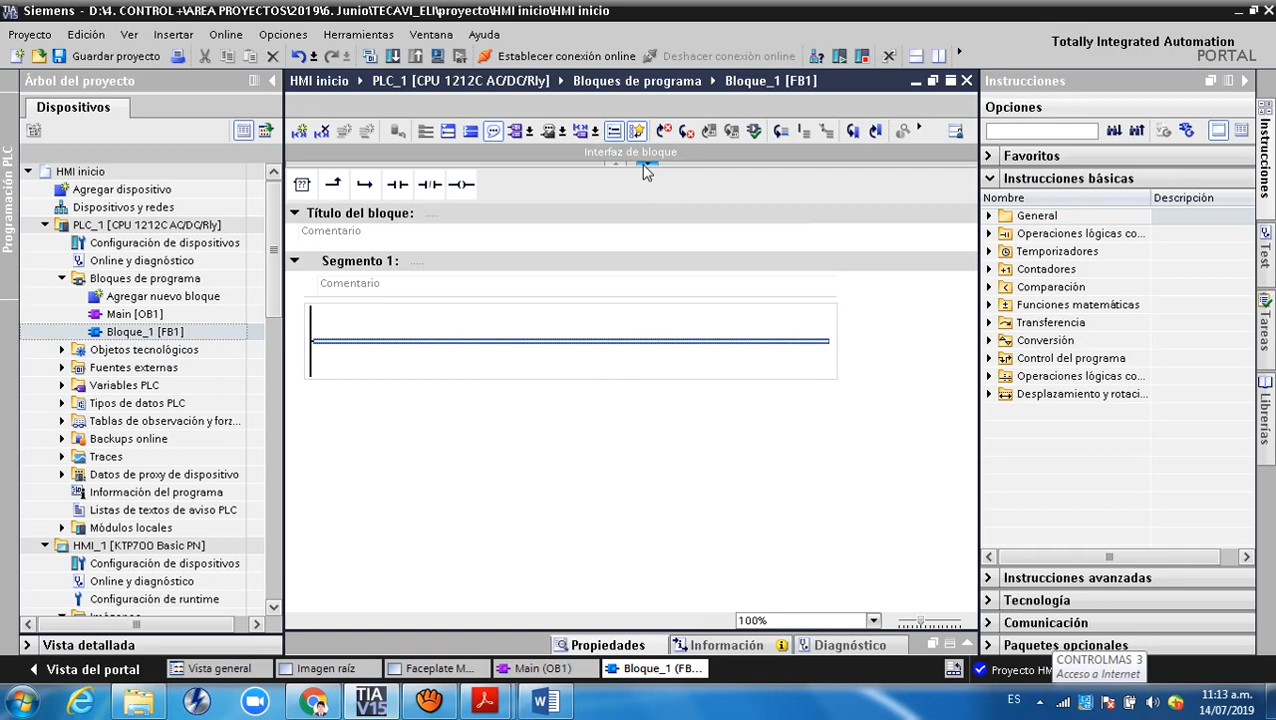 TIA V15 Siemens - D:\4. CONTROL +\AREA PROYECTOS\2019\6. Junio\TECAVI_ELI\proyecto\HMI inicio\HMI inicio
Proyecto Edición Ver Insertar Online Opciones Herramientas Ventana Ayuda
Totally Integrated Automation
PORTAL
Guardar proyecto Establecer conexión online Deshacer conexión online
Árbol del proyecto
HMI inicio PLC_1 [CPU 1212C AC/DC/Rly] Bloques de programa Bloque_1 [FB1]
Instrucciones
Dispositivos
Opciones
Interfaz de bloque
Programación PLC
HMI inicio
Agregar dispositivo
Dispositivos y redes
PLC_1 [CPU 1212C AC/DC/Rly]
Configuración de dispositivos
Online y diagnóstico
Bloques de programa
Agregar nuevo bloque
Main [OB1]
Bloque_1 [FB1]
Objetos tecnológicos
Fuentes externas
Variables PLC
Tipos de datos PLC
Tablas de observación y forz...
Backups online
Traces
Datos de proxy de dispositivo
Información del programa
Listas de textos de aviso PLC
Módulos locales
HMI_1 [KTP700 Basic PN]
Configuración de dispositivos
Online y diagnóstico
Configuración de runtime
Vista detallada
??
Título del bloque: .....
Comentario
Segmento 1: .....
Comentario
100%
Propiedades Información Diagnóstico
Favoritos
Instrucciones básicas
Nombre Descripción
General
Operaciones lógicas co...
Temporizadores
Contadores
Comparación
Funciones matemáticas
Transferencia
Conversión
Control del programa
Operaciones lógicas co...
Desplazamiento y rotaci...
Instrucciones avanzadas
Tecnología
Comunicación
Paquetes opcionales
Instrucciones
Test
Tareas
Librerías
Vista del portal Vista general Imagen raíz Faceplate M... Main (OB1) Bloque_1 (FB...
Proyecto HM
CONTROLMAS 3
Acceso a Internet
TIA V15
ES
11:13 a.m.
14/07/2019